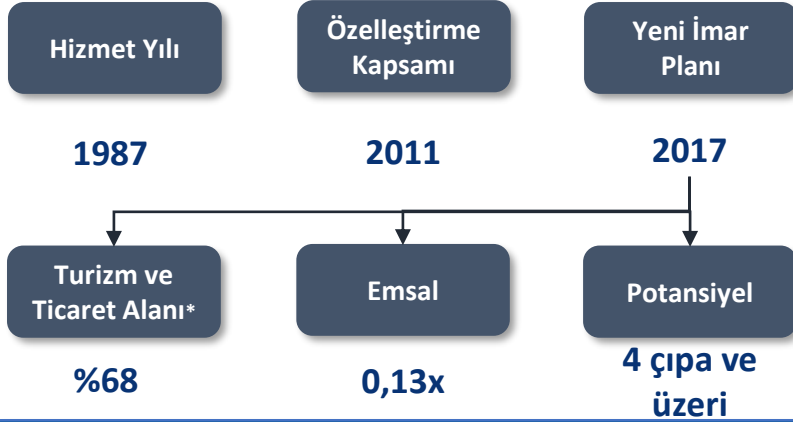 Hizmet Yılı
Özelleştirme
Kapsamı
Yeni İmar
Planı
1987
2011
2017
Turizm ve
Ticaret Alanı*
Emsal
Potansiyel
%68
0,13x
4 çıpa ve
üzeri